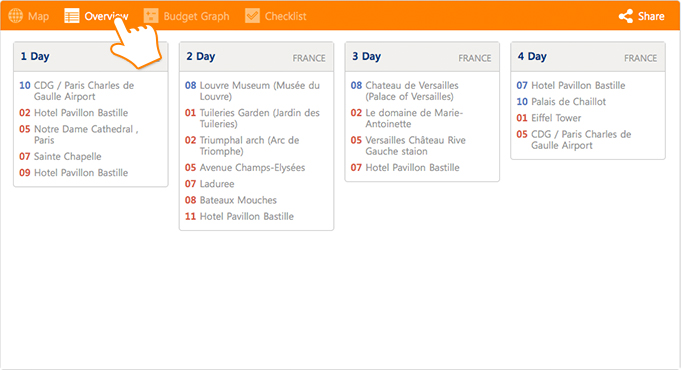 Map
Overview
Budget Graph
Checklist
Share
1 Day
10 CDG / Paris Charles de
Gaulle Airport
02 Hotel Pavillon Bastille
05 Notre Dame Cathedral ,
Paris
07 Sainte Chapelle
09 Hotel Pavillon Bastille
2 Day
FRANCE
08 Louvre Museum (Musée du
Louvre)
01 Tuileries Garden (Jardin des
Tuileries)
02 Triumphal arch (Arc de
Triomphe)
05 Avenue Champs-Elysées
07 Laduree
08 Bateaux Mouches
11 Hotel Pavillon Bastille
3 Day
FRANCE
08 Chateau de Versailles
(Palace of Versailles)
02 Le domaine de Marie-
Antoinette
05 Versailles Château Rive
Gauche staion
07 Hotel Pavillon Bastille
4 Day
FRANCE
07 Hotel Pavillon Bastille
10 Palais de Chaillot
01 Eiffel Tower
05 CDG / Paris Charles de
Gaulle Airport